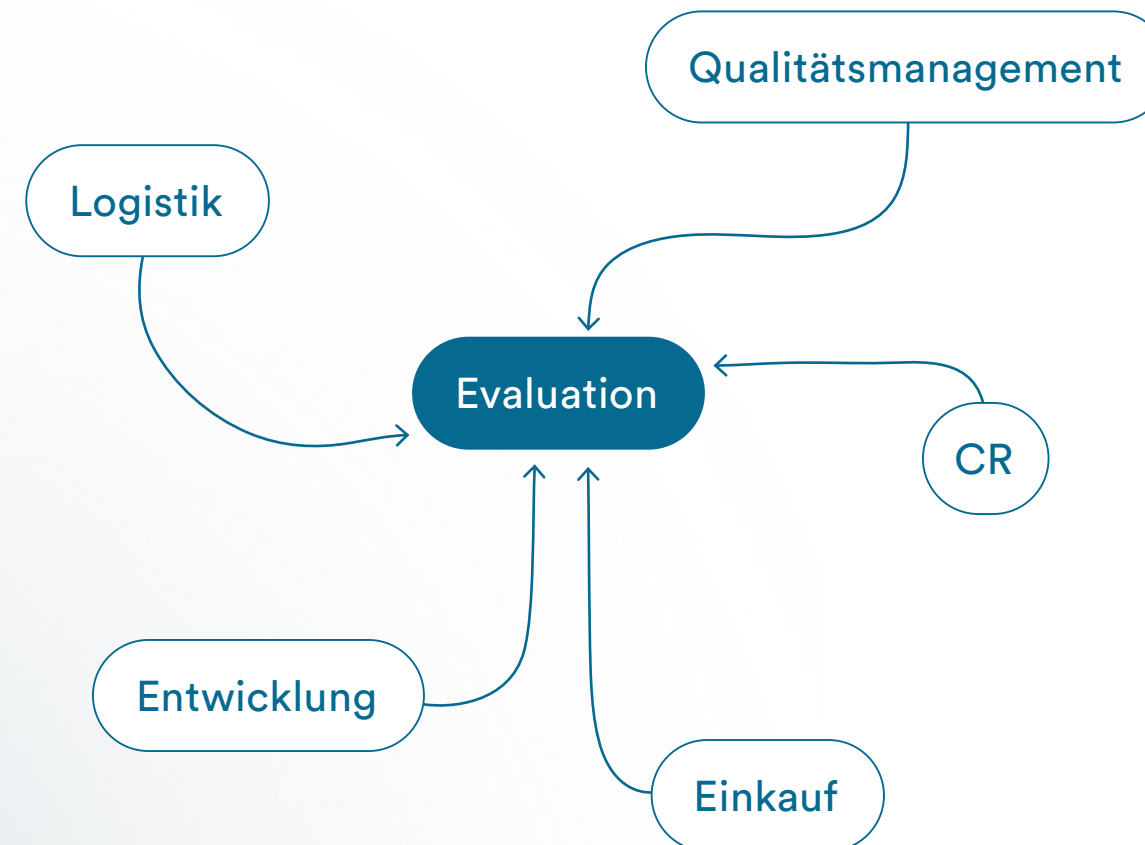 Qualitätsmanagement
Logistik
Evaluation
CR
Entwicklung
Einkauf